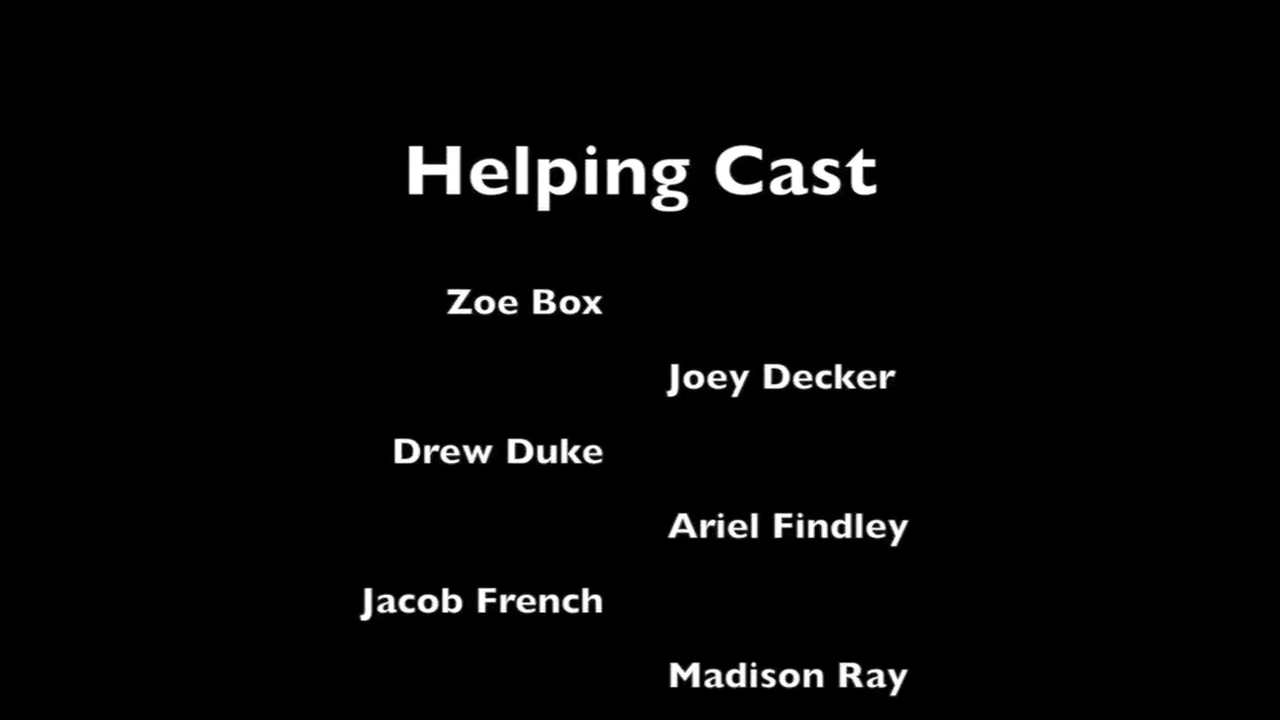 Helping Cast
Zoe Box
Joey Decker
Drew Duke
Ariel Findley
Jacob French
Madison Ray